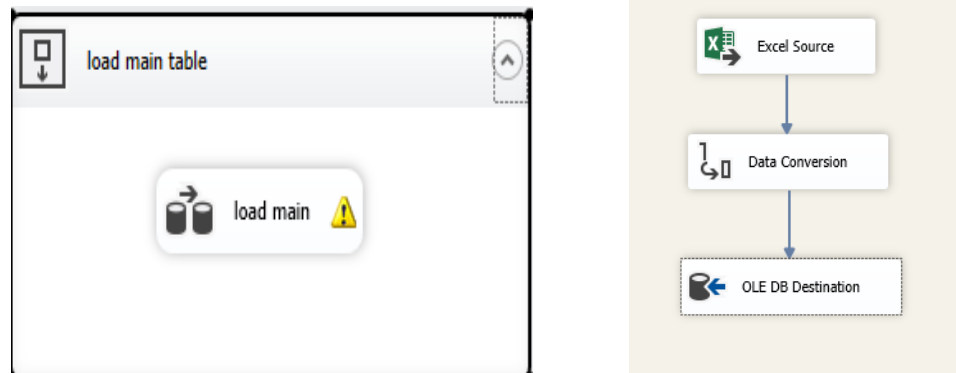 load main table
load main
Excel Source
Data Conversion
OLE DB Destination